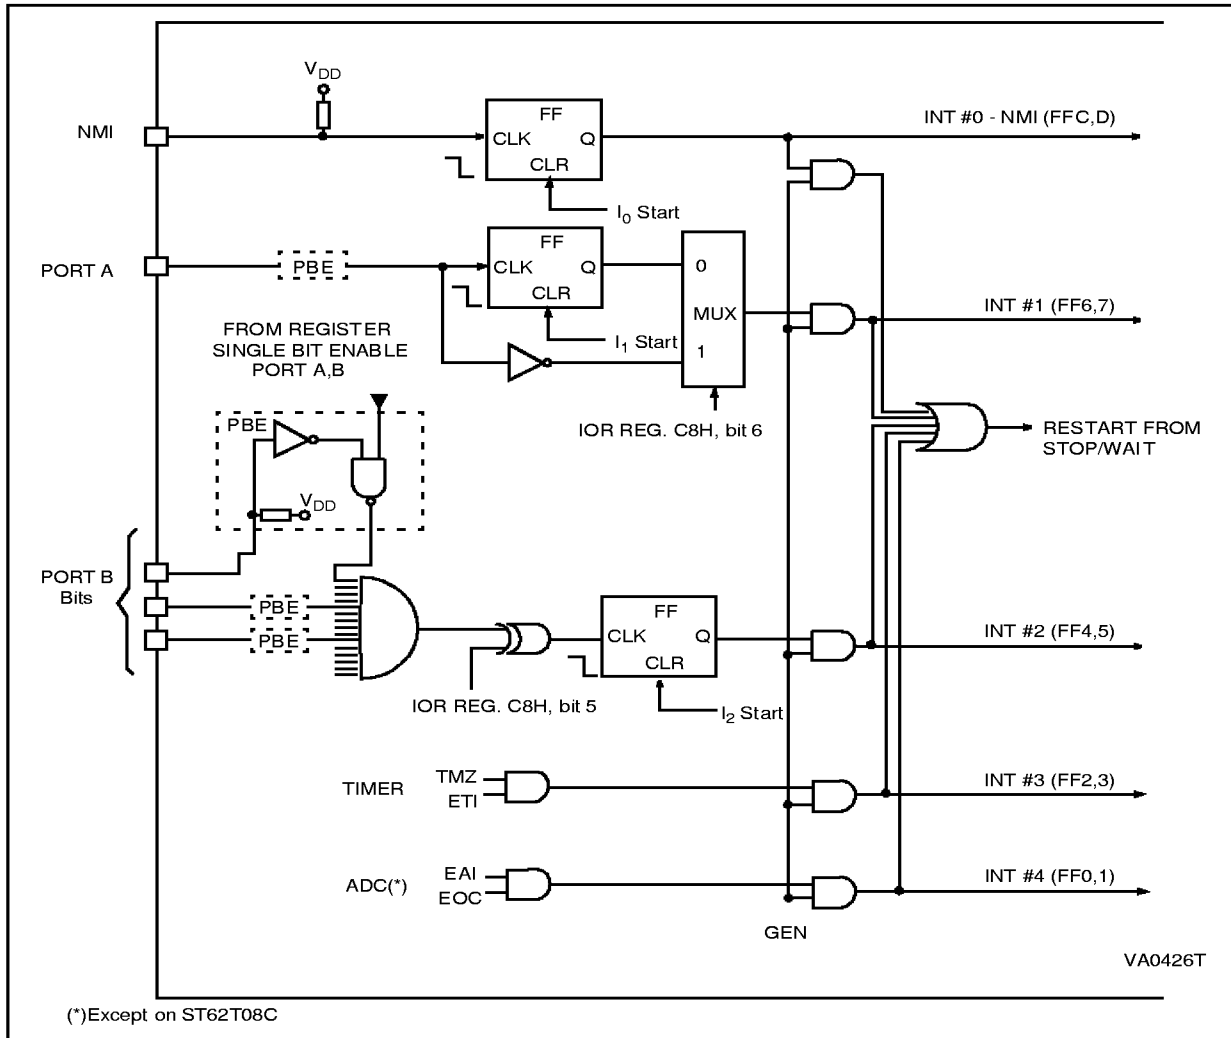 VDD
NMI
FF
CLK
Q
CLR
INT #0 - NMI (FFC,D)
I0 Start
PORT A
PBE
FF
CLK
Q
CLR
I1 Start
0
MUX
1
INT #1 (FF6,7)
FROM REGISTER
SINGLE BIT ENABLE
PORT A,B
IOR REG. C8H, bit 6
PBE
VDD
RESTART FROM
STOP/WAIT
PORT B
Bits
PBE
PBE
FF
CLK
Q
CLR
INT #2 (FF4,5)
IOR REG. C8H, bit 5
I2 Start
TIMER
TMZ
ETI
INT #3 (FF2,3)
ADC(*)
EAI
EOC
INT #4 (FF0,1)
GEN
VA0426T
(*)Except on ST62T08C